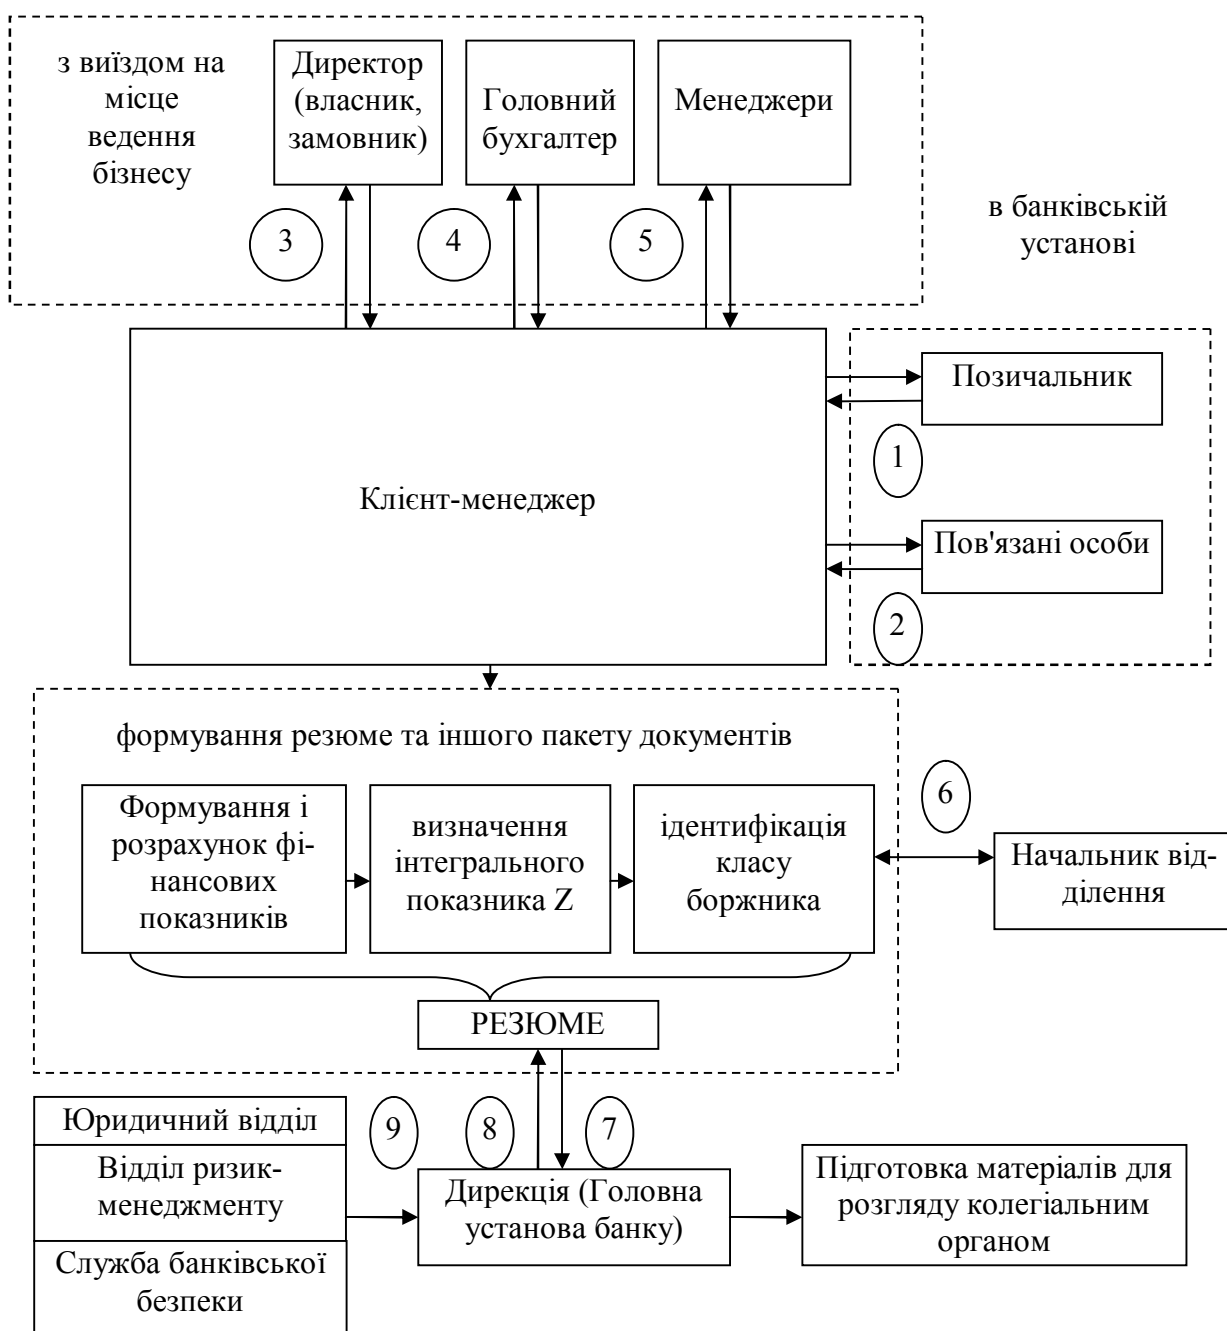 з виїздом на
місце
ведення
бізнесу
Директор
(власник,
замовник)
Головний
бухгалтер
Менеджери
3
4
5
в банківській
установі
Клієнт-менеджер
Позичальник
1
Пов'язані особи
2
формування резюме та іншого пакету документів
Формування і
розрахунок фі-
нансових
показників
визначення
інтегрального
показника Z
ідентифікація
класу
боржника
6
Начальник від-
ділення
РЕЗЮМЕ
Юридичний відділ
Відділ ризик-
менеджменту
Служба банківської
безпеки
9
8
7
Дирекція (Головна
установа банку)
Підготовка матеріалів для
розгляду колегіальним
органом